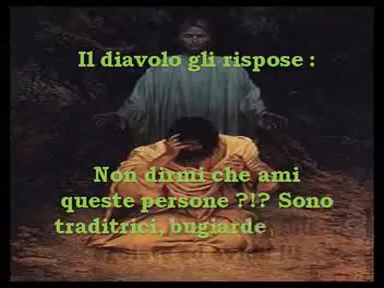 Il diavolo gli rispose :
Non dirmi che ami
queste persone ?!? Sono
traditrici, bugiarde